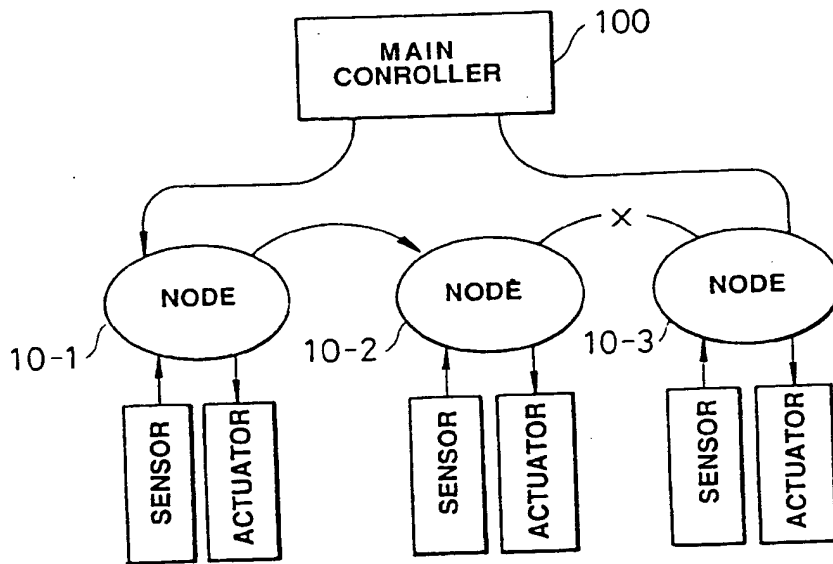 100
MAIN
CONROLLER
NODE
NODE
NODE
10-1
10-2
10-3
SENSOR
ACTUATOR
SENSOR
ACTUATOR
SENSOR
ACTUATOR